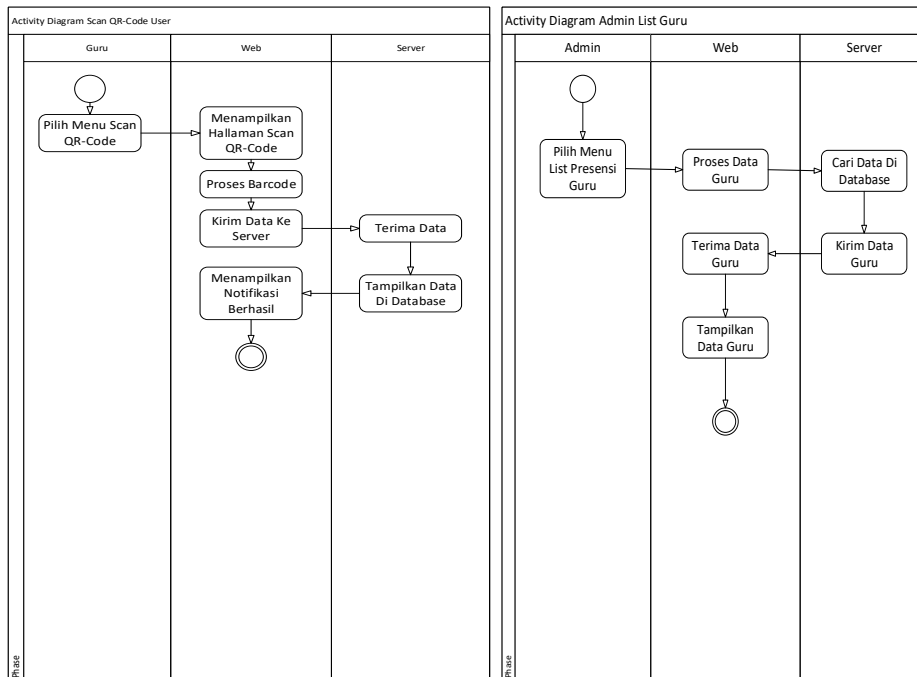 Activity Diagram Scan QR-Code User
Guru
Web
Server
Pilih Menu Scan
QR-Code
Menampilkan
Hallaman Scan
QR-Code
Proses Barcode
Kirim Data Ke
Server
Terima Data
Menampilkan
Notifikasi
Berhasil
Tampilkan Data
Di Database
Phase
Activity Diagram Admin List Guru
Admin
Web
Server
Pilih Menu
List Presensi
Guru
Proses Data
Guru
Cari Data Di
Database
Terima Data
Guru
Kirim Data
Guru
Tampilkan
Data Guru
Phase